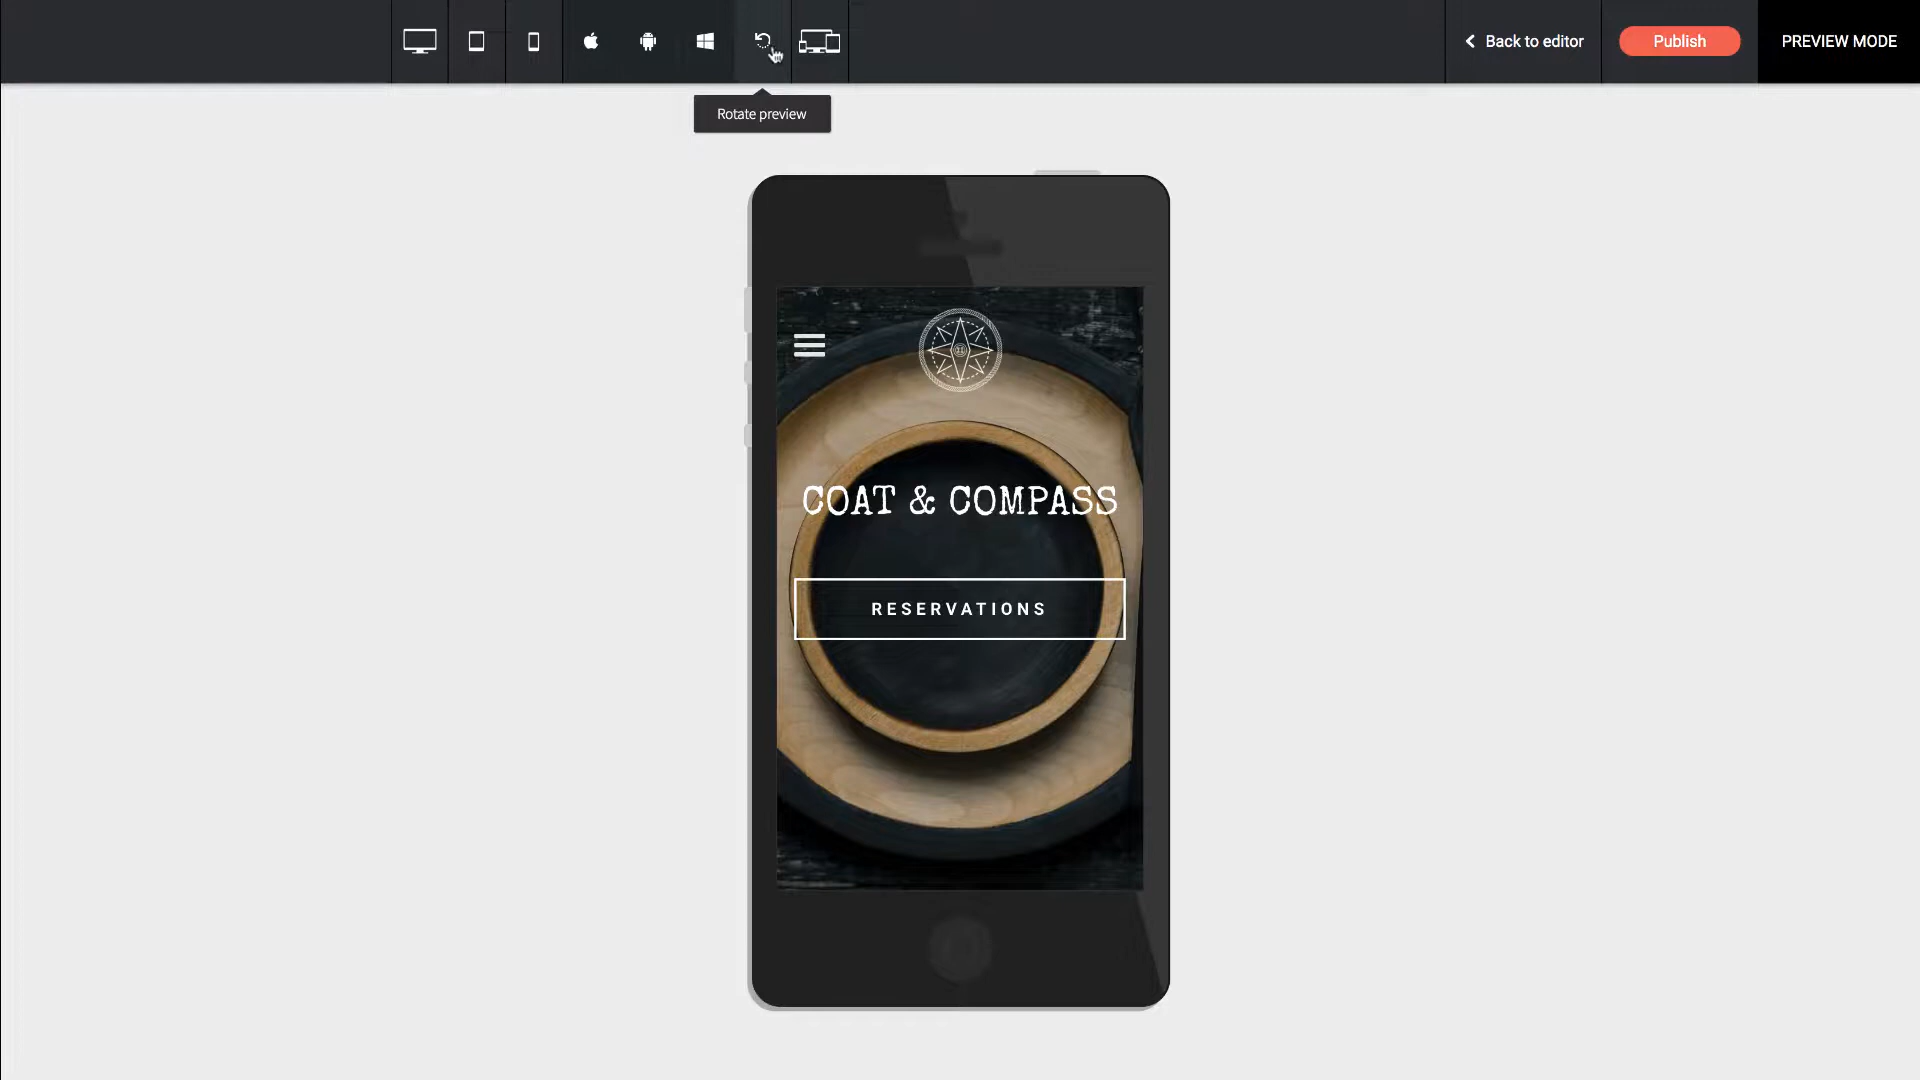 Back to editor
Publish
PREVIEW MODE
Rotate preview
COAT & COMPASS
RESERVATIONS